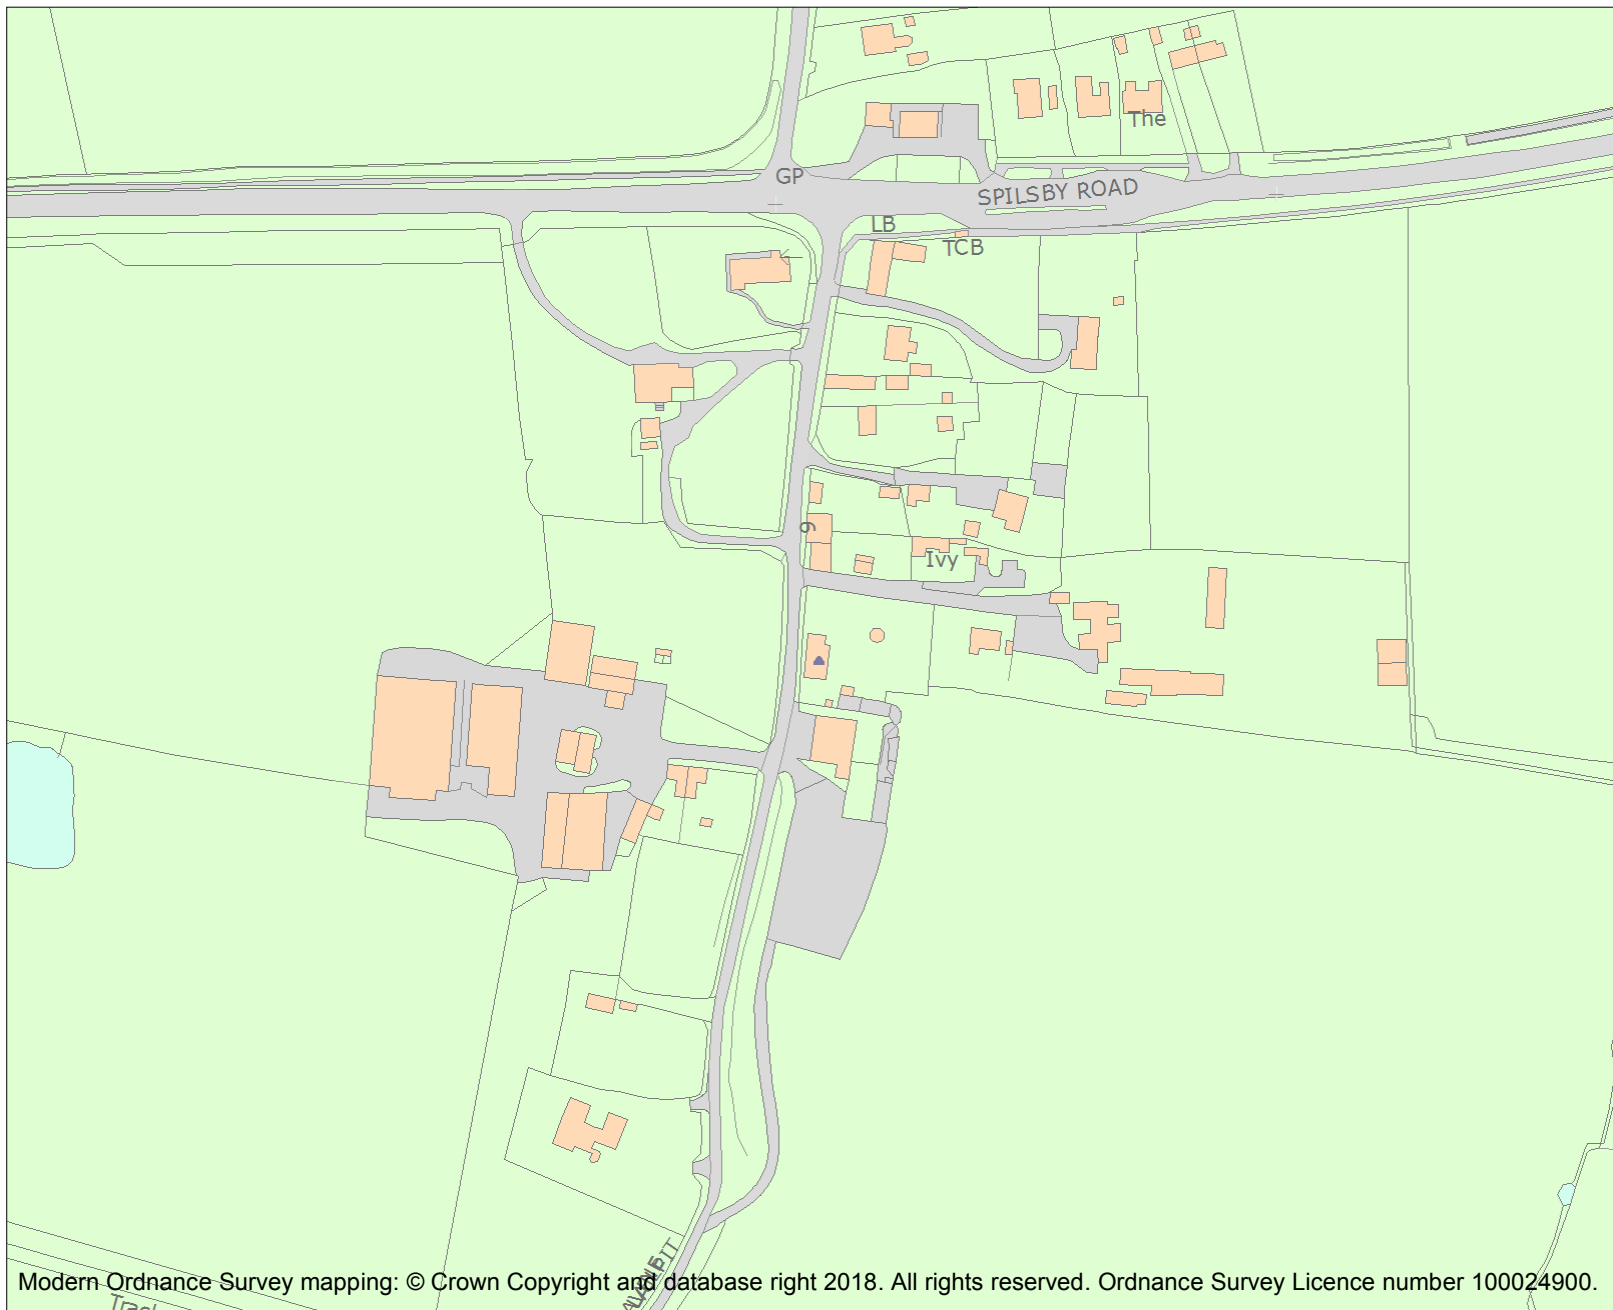 The
GP
SPILSBY ROAD
LB
TCB
6
Ivy
Modern Ordnance Survey mapping: © Crown Copyright and database right 2018. All rights reserved. Ordnance Survey Licence number 100024900.